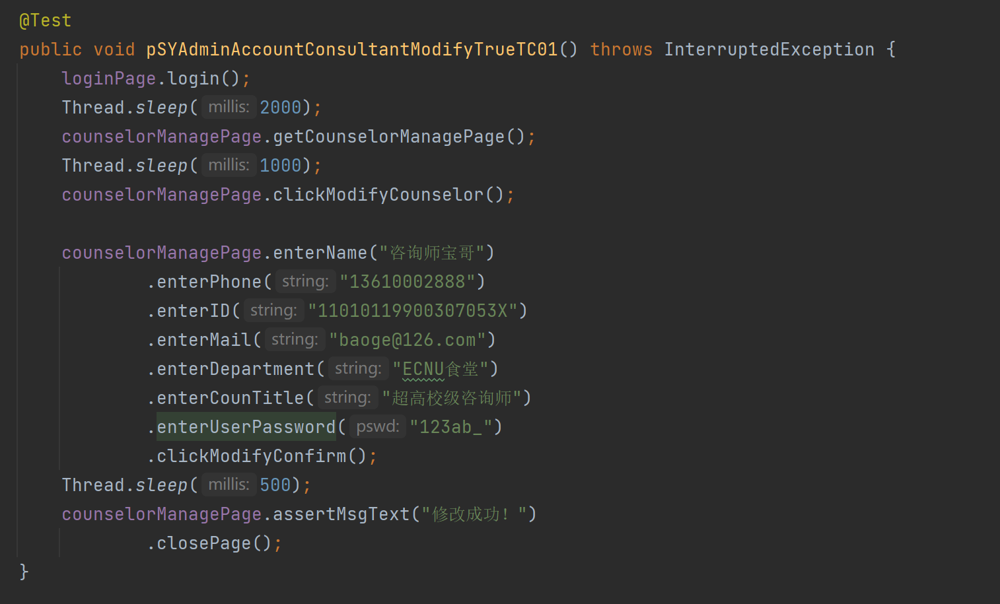 @Test
public void pSYAdminAccountConsultantModifyTrueTC01() throws InterruptedException {
loginPage.login();
Thread.sleep( millis: 2000);
counselorManagePage.getCounselorManagePage();
Thread.sleep( millis: 1000);
counselorManagePage.clickModifyCounselor();
counselorManagePage.enterName("咨询师宝哥")
.enterPhone( string: "13610002888")
.enterID( string: "11010119900307053X")
.enterMail( string: "baoge@126.com")
.enterDepartment( string: "ECNU食堂")
.enterCounTitle( string: "超高校级咨询师")
.enterUserPassword( pswd: "123ab_")
.clickModifyConfirm();
Thread.sleep( millis: 500);
counselorManagePage.assertMsgText("修改成功！")
.closePage();
}